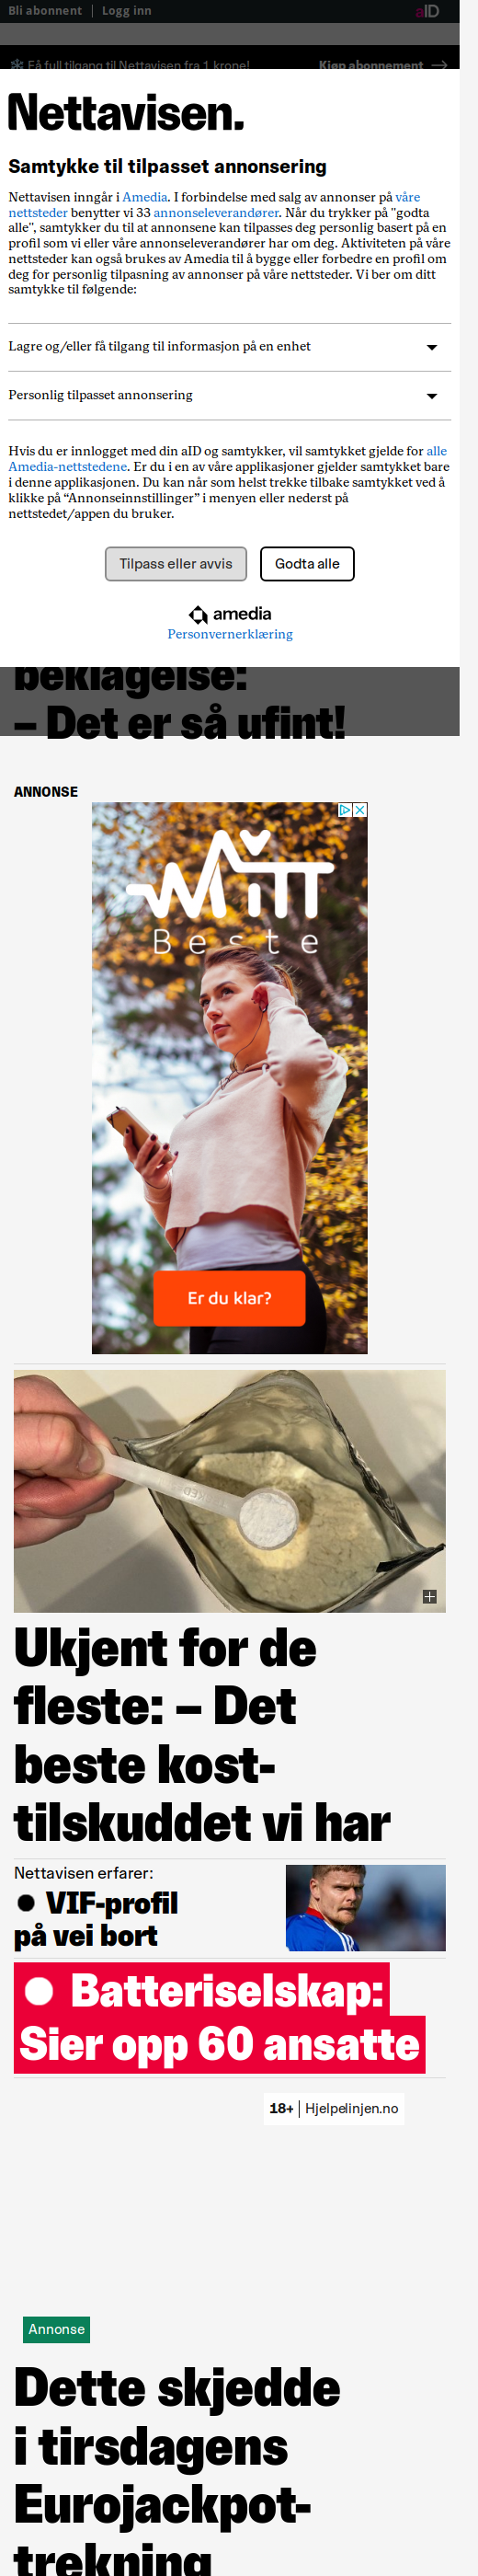 Bli abonnent | Logg inn
aID
Få full tilgang til Nettavisen fra 1 krone!
Kjøp abonnement →
Nettavisen.
Samtykke til tilpasset annonsering
Nettavisen inngår i Amedia. I forbindelse med salg av annonser på våre
nettsteder benytter vi 33 annonseleverandører. Når du trykker på "godta
alle", samtykker du til at annonsene kan tilpasses deg personlig basert på en
profil som vi eller våre annonseleverandører har om deg. Aktiviteten på våre
nettsteder kan også brukes av Amedia til å bygge eller forbedre en profil om
deg for personlig tilpasning av annonser på våre nettsteder. Vi ber om ditt
samtykke til følgende:
Lagre og/eller få tilgang til informasjon på en enhet
Personlig tilpasset annonsering
Hvis du er innlogget med din aID og samtykker, vil samtykket gjelde for alle
Amedia-nettstedene. Er du i en av våre applikasjoner gjelder samtykket bare
i denne applikasjonen. Du kan når som helst trekke tilbake samtykket ved å
klikke på “Annonseinnstillinger” i menyen eller nederst på
nettstedet/appen du bruker.
Tilpass eller avvis
Godta alle
amedia
Personvernerklæring
beklagelse:
– Det er så ufint!
ANNONSE
MiTT
Beste
Er du klar?
Ukjent for de
fleste: – Det
beste kost-
tilskuddet vi har
Nettavisen erfarer:
VIF-profil
på vei bort
Batteriselskap:
Sier opp 60 ansatte
18+ | Hjelpelinjen.no
Annonse
Dette skjedde
i tirsdagens
Eurojackpot-
trekning